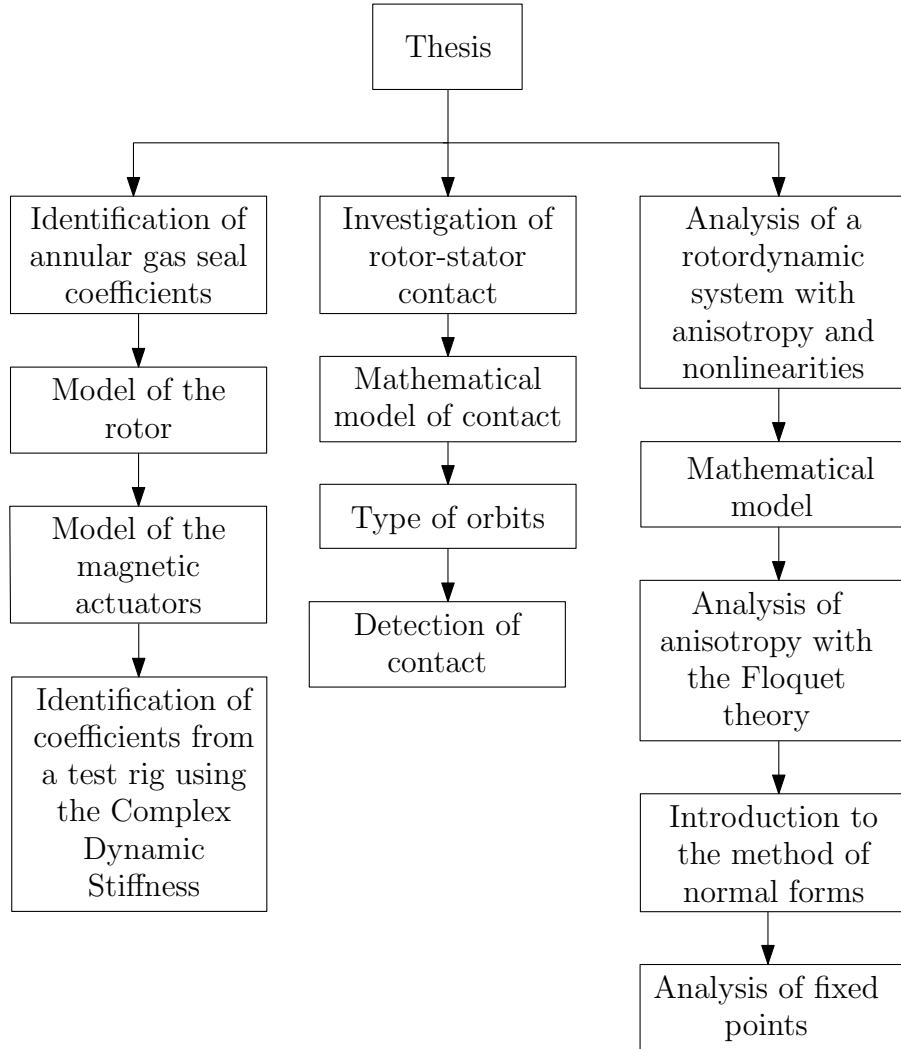 Thesis
Identification of
annular gas seal
coefficients
Model of the
rotor
Model of the
magnetic
actuators
Identification of
coefficients from
a test rig using
the Complex
Dynamic
Stiffness
Investigation of
rotor-stator
contact
Mathematical
model of contact
Type of orbits
Detection of
contact
Analysis of a
rotordynamic
system with
anisotropy and
nonlinearities
Mathematical
model
Analysis of
anisotropy with
the Floquet
theory
Introduction to
the method of
normal forms
Analysis of fixed
points